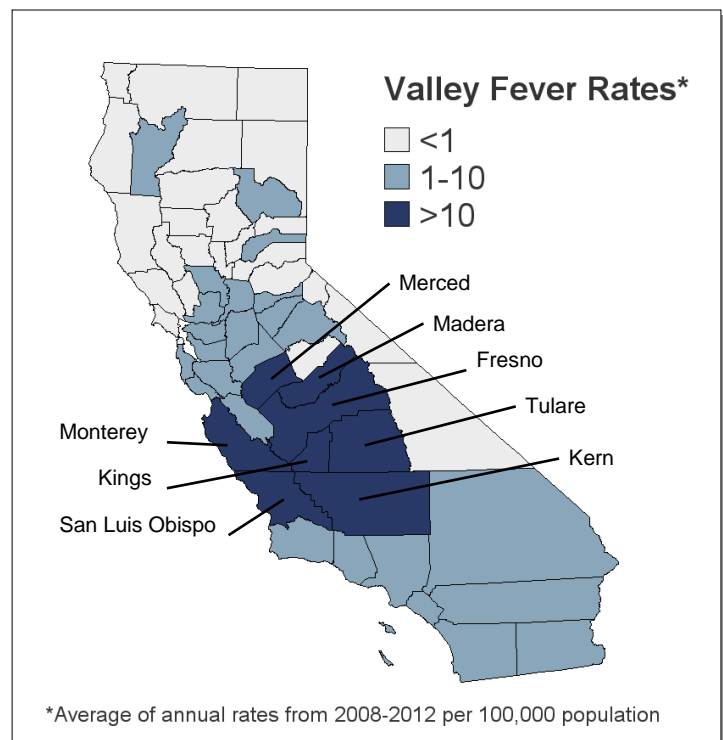 Valley Fever Rates*
<1
1-10
>10
Merced
Madera
Fresno
Tulare
Monterey
Kern
Kings
San Luis Obispo
*Average of annual rates from 2008-2012 per 100,000 population